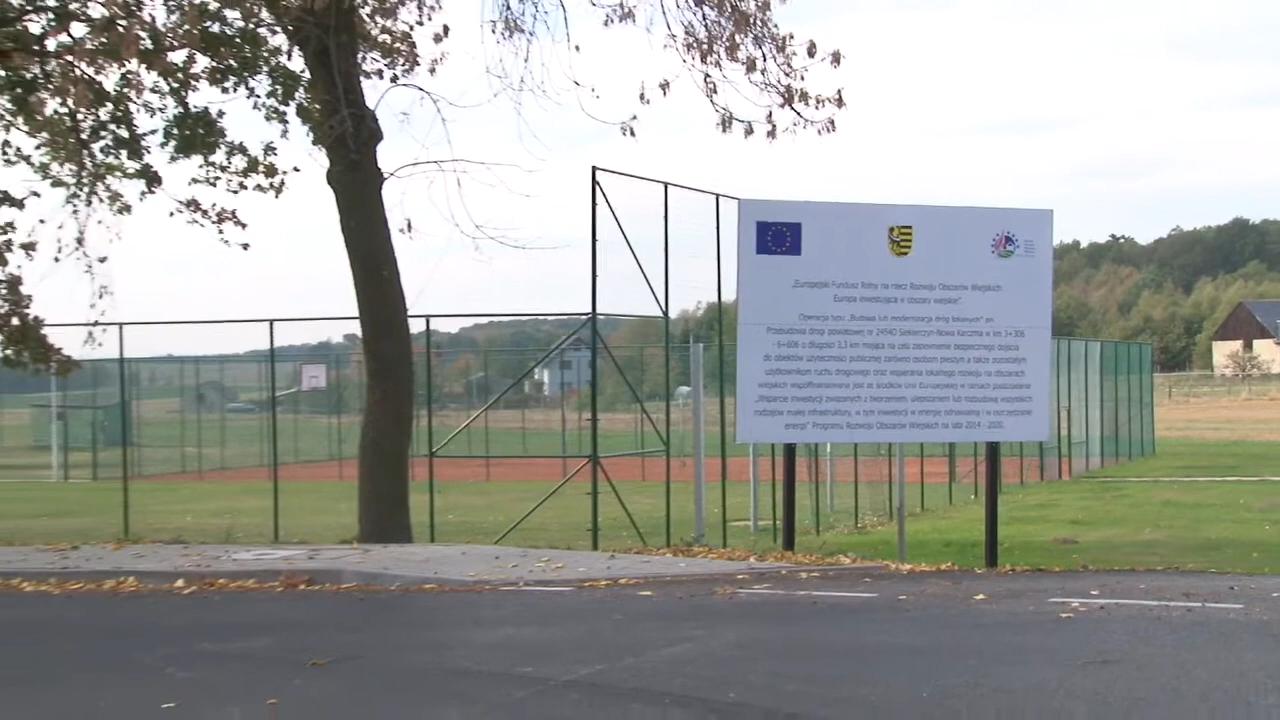 „Europejski Fundusz Rolny na rzecz Rozwoju Obszarów Wiejskich:
Europa inwestująca w obszary wiejskie”.
Operacja typu „Budowa lub modernizacja dróg lokalnych” pn.
Przebudowa drogi powiatowej nr 2454D Siekierczyn-Nowa Karczma w km 3+306
- 6+606 o długości 3,3 km mająca na celu zapewnienie bezpiecznego dojścia
do obiektów użyteczności publicznej zarówno osobom pieszym a także pozostałym
użytkownikom ruchu drogowego oraz wspieranie lokalnego rozwoju na obszarach
wiejskich współfinansowana jest ze środków Unii Europejskiej w ramach poddziałania
„Wsparcie inwestycji związanych z tworzeniem, ulepszaniem lub rozbudową wszystkich
rodzajów małej infrastruktury, w tym inwestycji w energię odnawialną i w oszczędzanie
energii” Programu Rozwoju Obszarów Wiejskich na lata 2014 - 2020.